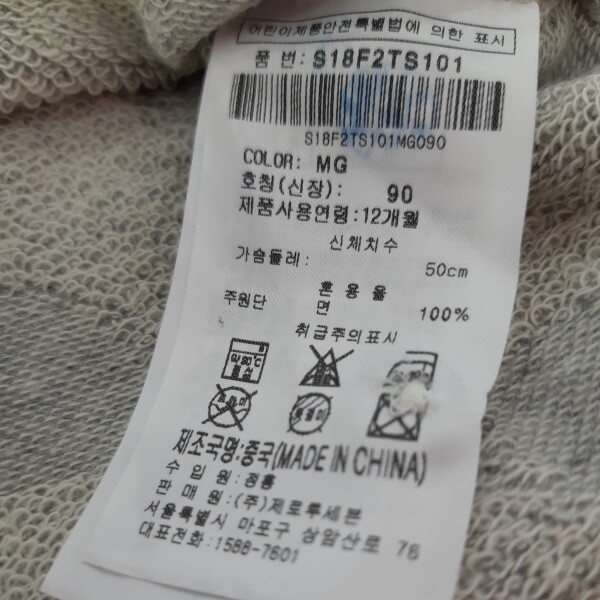 어린이제품안전특별법에 의한 표시
품 번: S18F2TS101
S18F2TS101MG090
COLOR: MG
호칭(신장): 90
제품사용연령: 12개월
신체치수
가슴둘레: 50cm
혼용율
주원단 면 100%
취급주의표시
약30℃
중성
제조국명:중국(MADE IN CHINA)
수 입 원:
판 매 원: (주)제로투세븐
서울특별시 마포구 상암산로 76
대표전화: 1588-7601